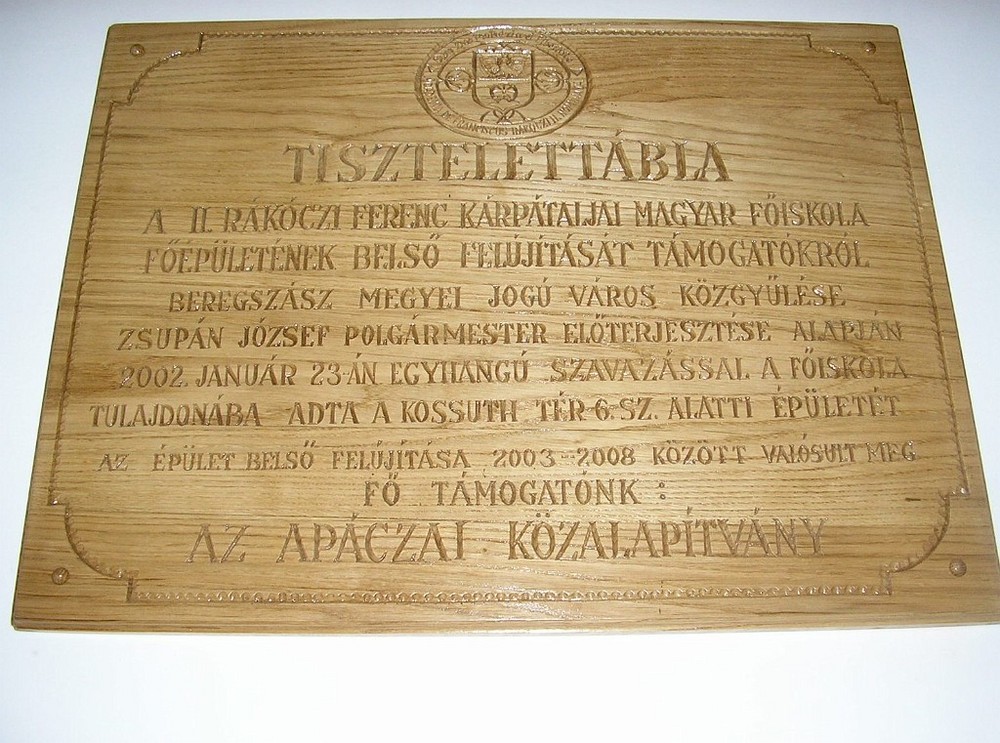 TISZTELETTÁBLA
A II. RÁKÓCZI FERENC KÁRPÁTALJAI MAGYAR FŐISKOLA
FŐÉPÜLETÉNEK BELSŐ FELÚJÍTÁSÁT TÁMOGATÓKRÓL
BEREGSZÁSZ MEGYEI JOGÚ VÁROS KÖZGYŰLÉSE
ZSUPÁN JÓZSEF POLGÁRMESTER ELŐTERJESZTÉSE ALAPJÁN
2002 JANUÁR 23-ÁN EGYHANGÚ SZAVAZÁSSAL A FŐISKOLA
TULAJDONÁBA ADTA A KOSSUTH TÉR 6. SZ. ALATTI ÉPÜLETÉT
AZ ÉPÜLET BELSŐ FELÚJÍTÁSA 2003-2008 KÖZÖTT VALÓSULT MEG
FŐ TÁMOGATÓNK :
AZ APÁCZAI KÖZALAPÍTVÁNY